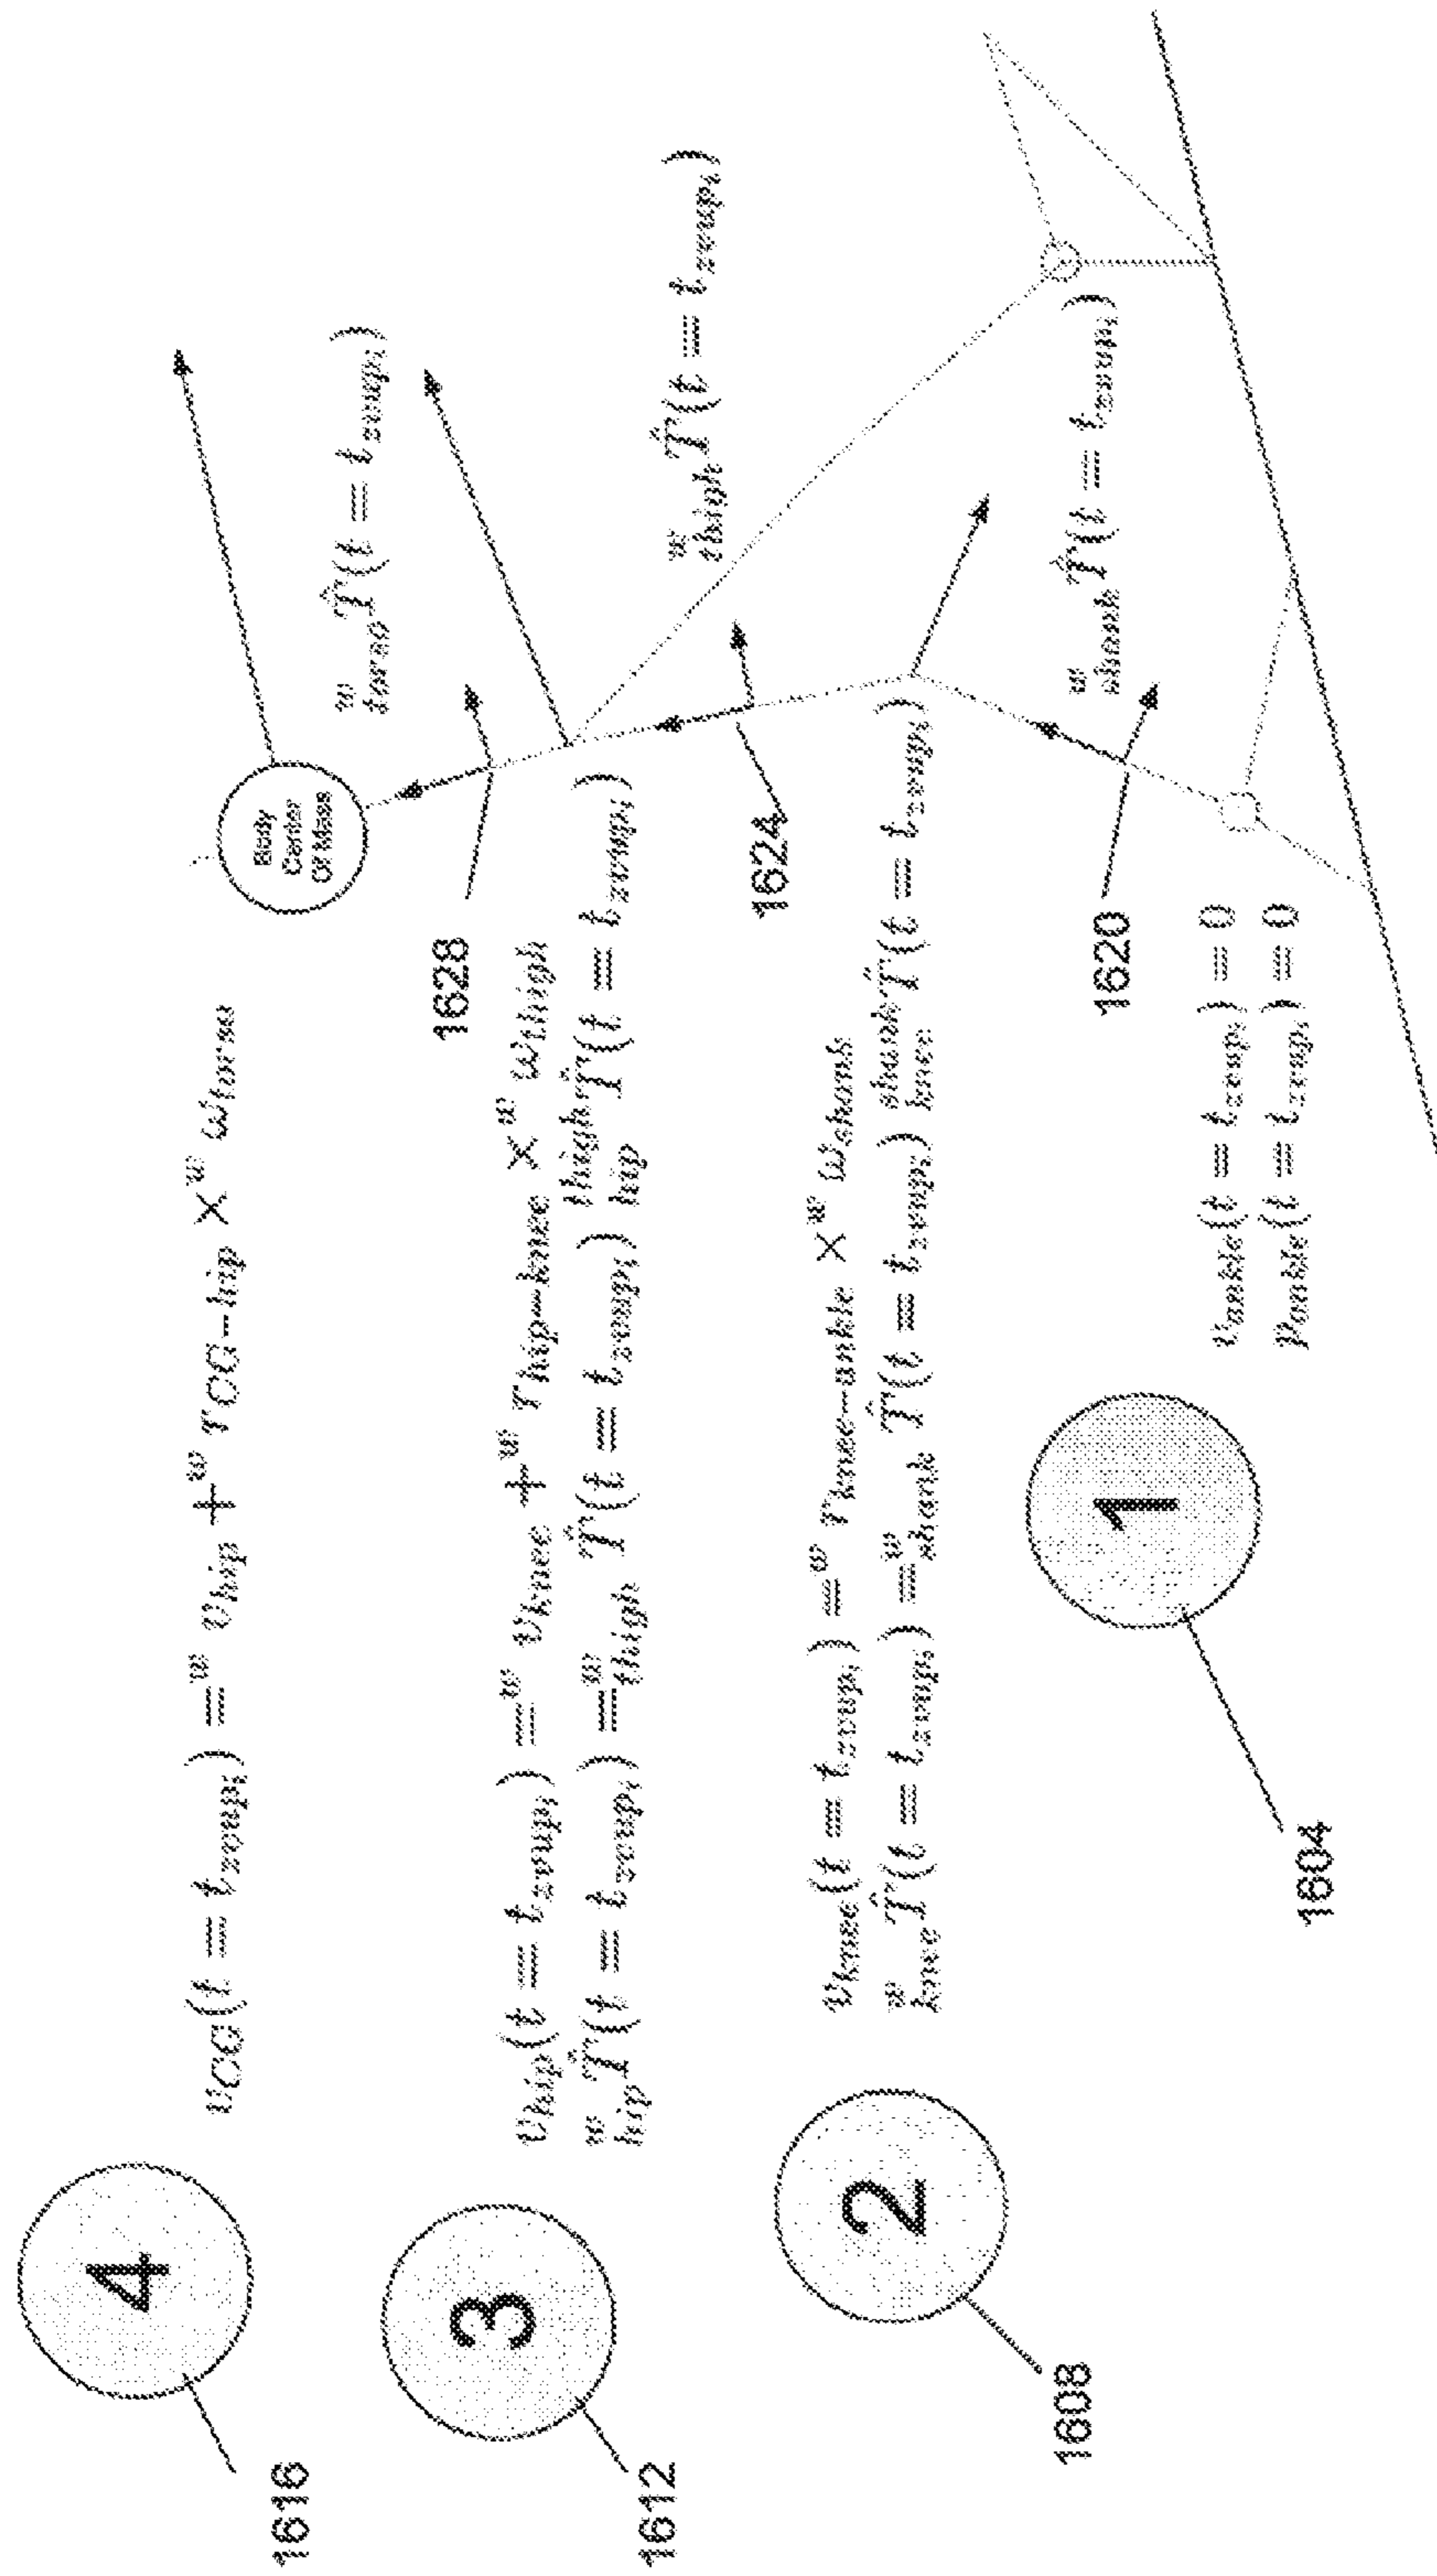 4
1616
v_{CG}(t = t_{zvup_i}) =^w v_{hip} +^w r_{CG-hip} ×^w ω_{torso}
Body
Center
Of Mass
^w_{torso}T̂(t = t_{zvup_i})
1628
3
1612
v_{hip}(t = t_{zvup_i}) =^w v_{knee} +^w r_{hip-knee} ×^w ω_{thigh}
^w_{hip}T̂(t = t_{zvup_i}) =^w_{thigh} T̂(t = t_{zvup_i}) ^{thigh}_{hip}T̂(t = t_{zvup_i})
^w_{thigh}T̂(t = t_{zvup_i})
1624
2
1608
v_{knee}(t = t_{zvup_i}) =^w r_{knee-ankle} ×^w ω_{shank}
^w_{knee}T̂(t = t_{zvup_i}) =^w_{shank} T̂(t = t_{zvup_i}) ^{shank}_{knee}T̂(t = t_{zvup_i})
^w_{shank}T̂(t = t_{zvup_i})
1620
1
1604
v_{ankle}(t = t_{zvup_i}) = 0
p_{ankle}(t = t_{zvup_i}) = 0